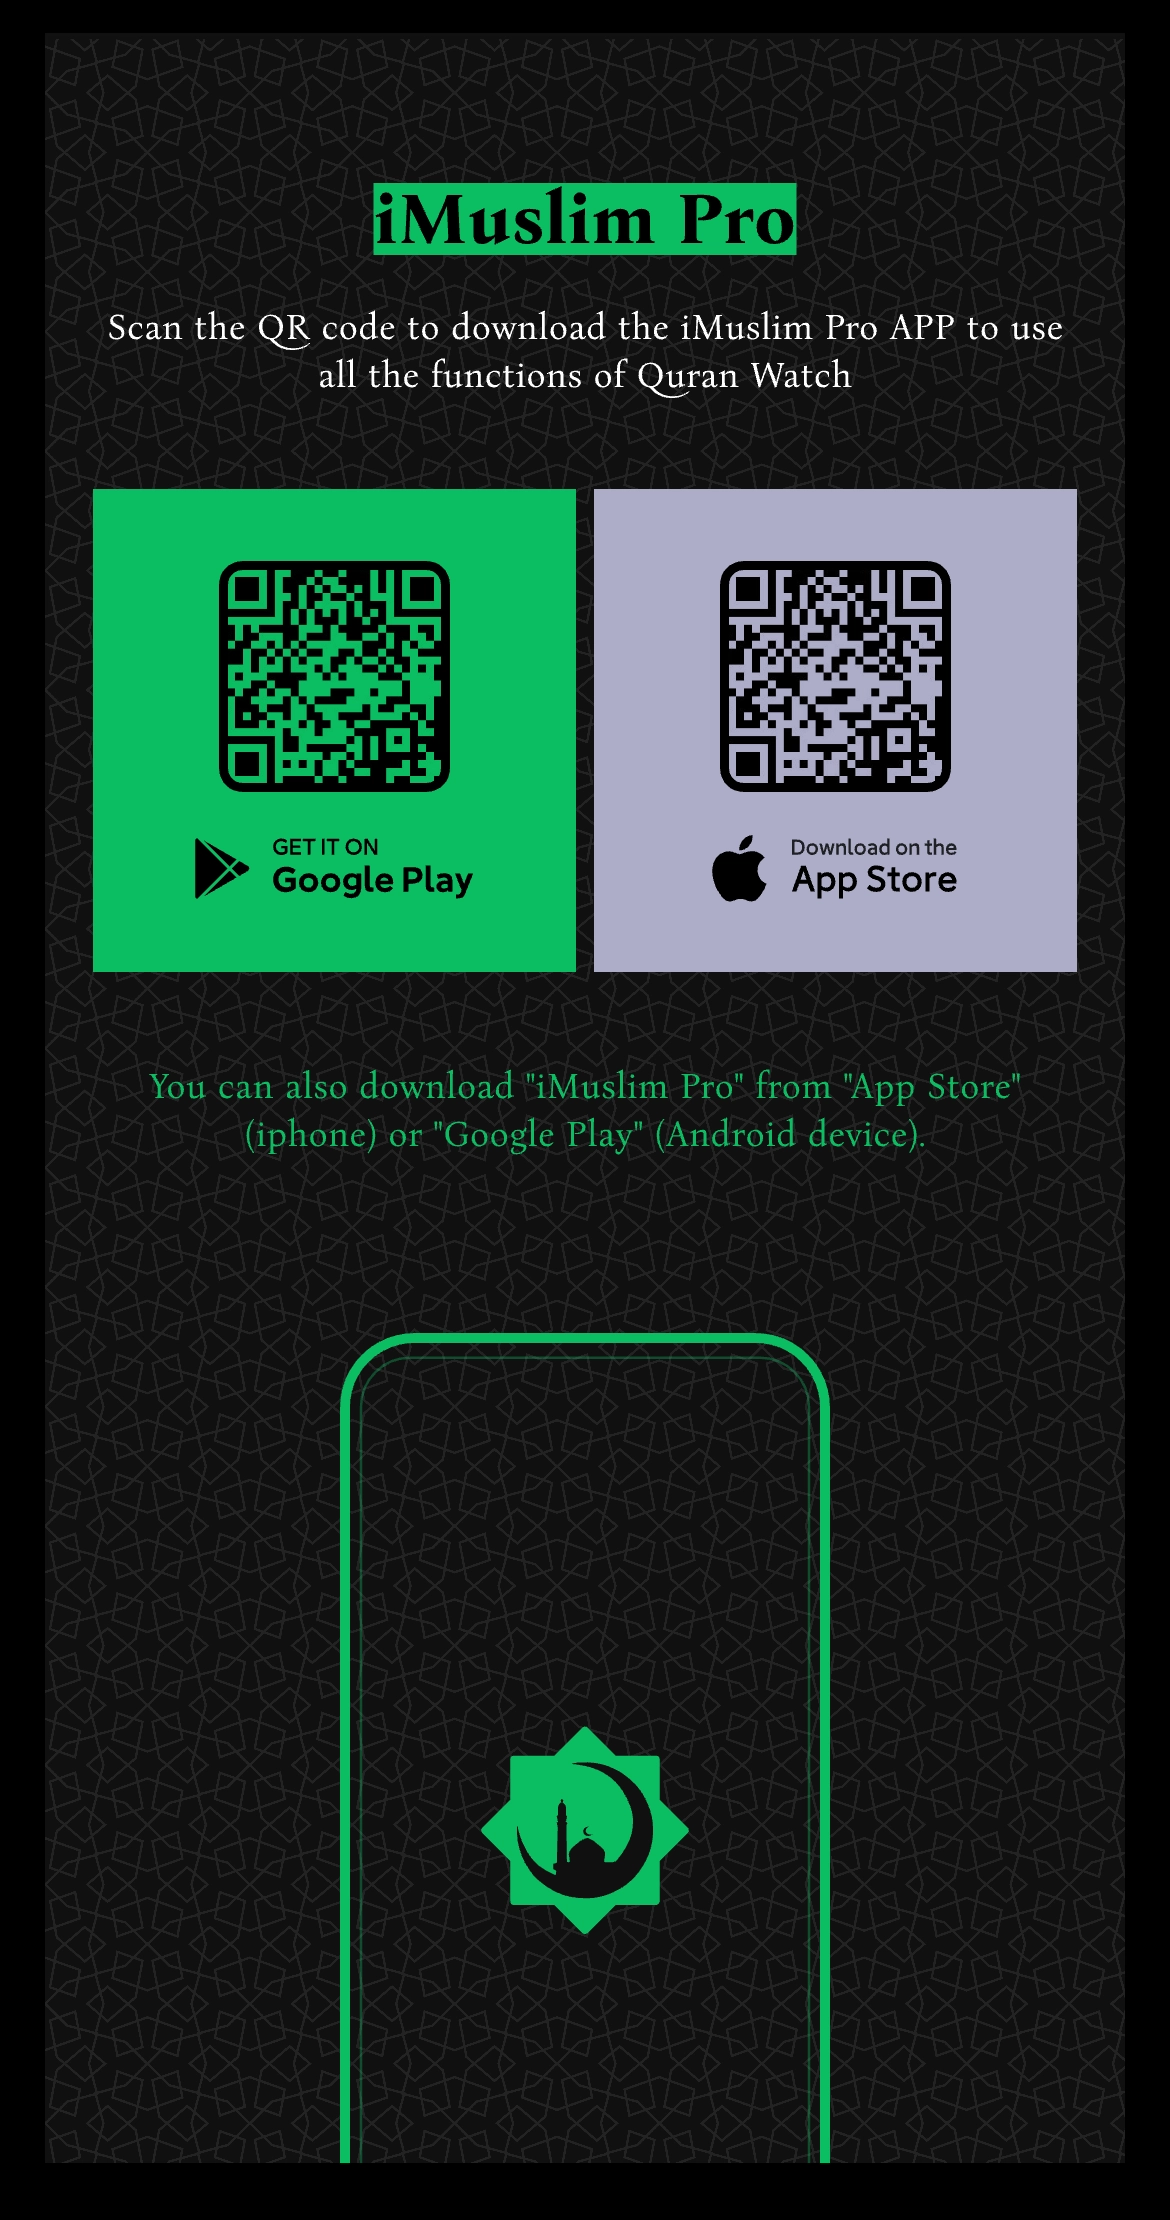 iMuslim Pro
Scan the QR code to download the iMuslim Pro APP to use
all the functions of Quran Watch
GET IT ON
Google Play
Download on the
App Store
You can also download "iMuslim Pro" from "App Store"
(iphone) or "Google Play" (Android device).